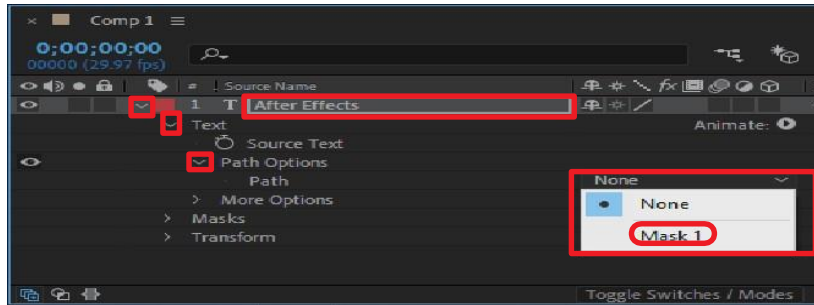 Comp 1
0;00;00;00
00000 (29.97 fps)
# Source Name
1 T After Effects
Text Animate:
Source Text
Path Options
Path None
None
More Options
Masks
Mask 1
Transform
Toggle Switches / Modes